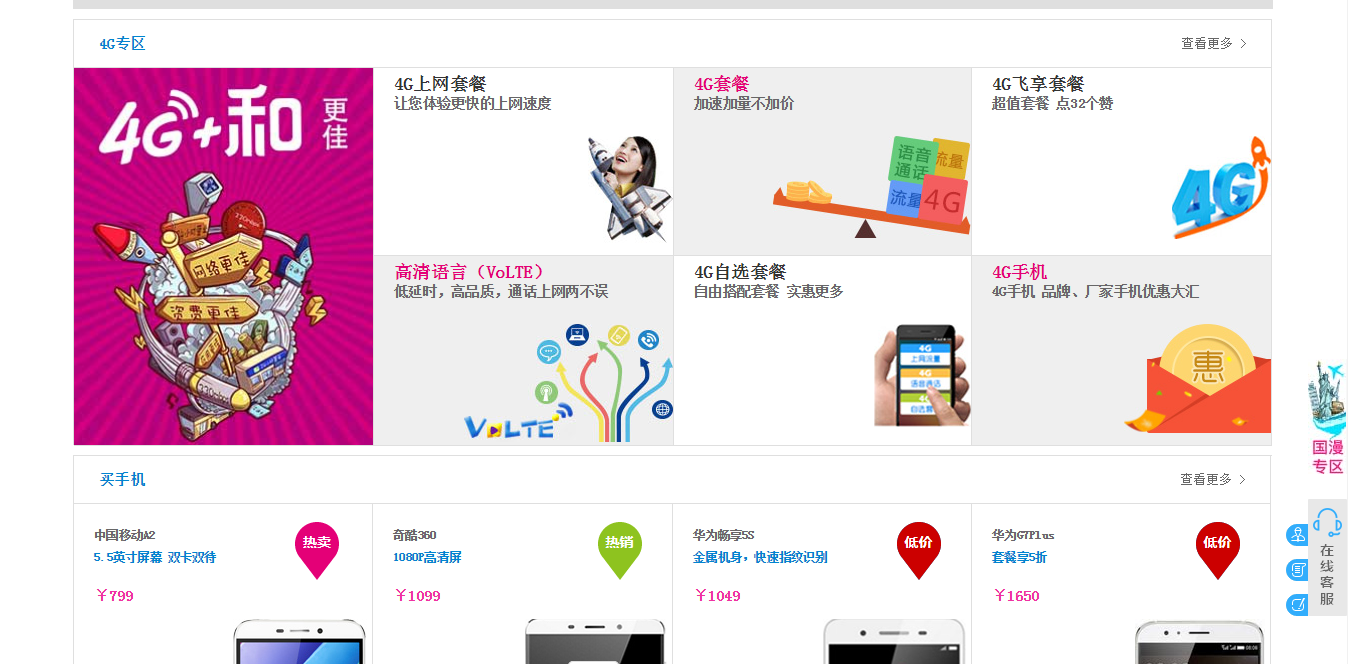 4G专区
查看更多
4G+和
更佳
网络更佳
资费更佳
4G上网套餐
让您体验更快的上网速度
4G套餐
加速加量不加价
语音通话
流量
流量
4G
4G飞享套餐
超值套餐 点32个赞
4G
高清语言（VoLTE）
低延时，高品质，通话上网两不误
VoLTE
4G自选套餐
自由搭配套餐 实惠更多
4G
上网流量
4G
语音通话
4G
4G手机
4G手机 品牌、厂家手机优惠大汇
惠
国漫
专区
买手机
查看更多
中国移动A2
5.5英寸屏幕 双卡双待
热卖
￥799
奇酷360
1080P高清屏
热销
￥1099
华为畅享5S
金属机身，快速指纹识别
低价
￥1049
华为G7Plus
套餐享5折
低价
￥1650
在线客服